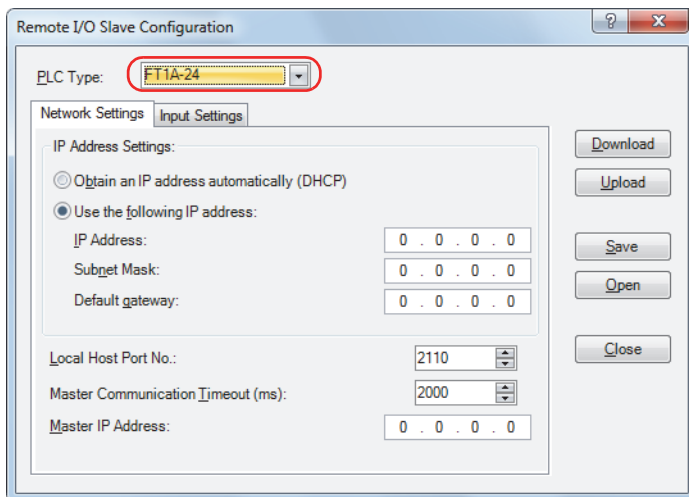 Remote I/O Slave Configuration
?
PLC Type: FT1A-24
Network Settings Input Settings
IP Address Settings:
Obtain an IP address automatically (DHCP)
Use the following IP address:
IP Address: 0 . 0 . 0 . 0
Subnet Mask: 0 . 0 . 0 . 0
Default gateway: 0 . 0 . 0 . 0
Local Host Port No.: 2110
Master Communication Timeout (ms): 2000
Master IP Address: 0 . 0 . 0 . 0
Download
Upload
Save
Open
Close